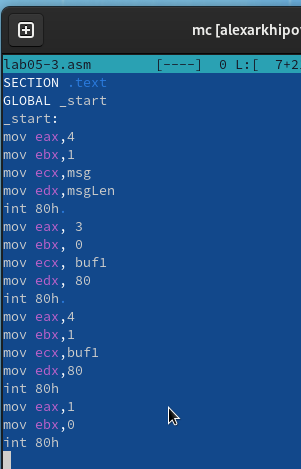 mc [alexarkhipo
lab05-3.asm [----] 0 L:[ 7+2
SECTION .text
GLOBAL _start
_start:
mov eax,4
mov ebx,1
mov ecx,msg
mov edx,msgLen
int 80h.
mov eax, 3
mov ebx, 0
mov ecx, buf1
mov edx, 80
int 80h.
mov eax,4
mov ebx,1
mov ecx,buf1
mov edx,80
int 80h
mov eax,1
mov ebx,0
int 80h